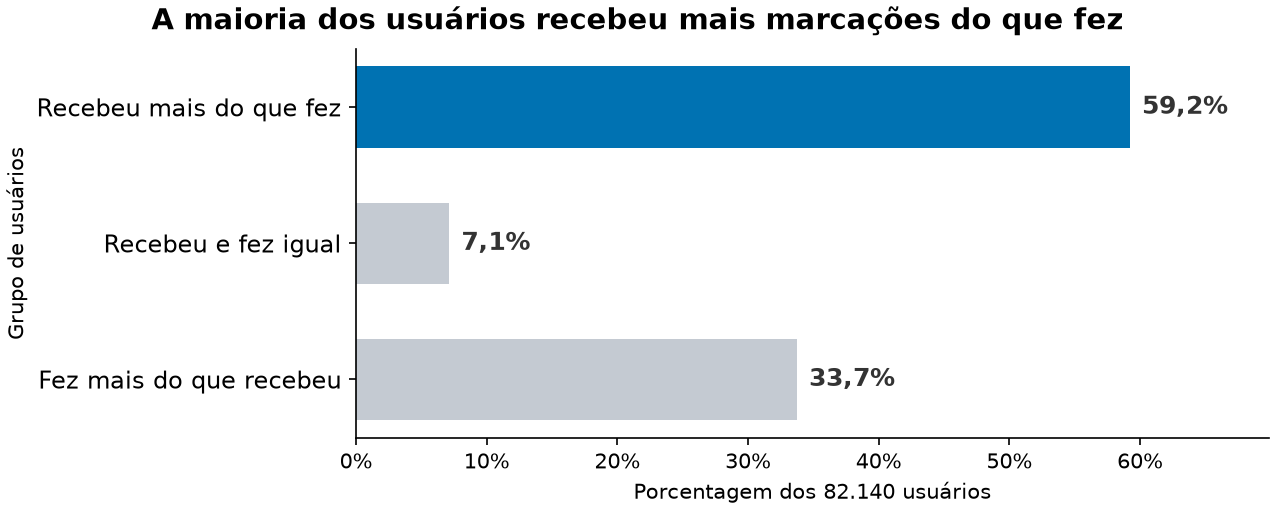 A maioria dos usuários recebeu mais marcações do que fez
Grupo de usuários
Recebeu mais do que fez
59,2%
Recebeu e fez igual
7,1%
Fez mais do que recebeu
33,7%
0% 10% 20% 30% 40% 50% 60%
Porcentagem dos 82.140 usuários